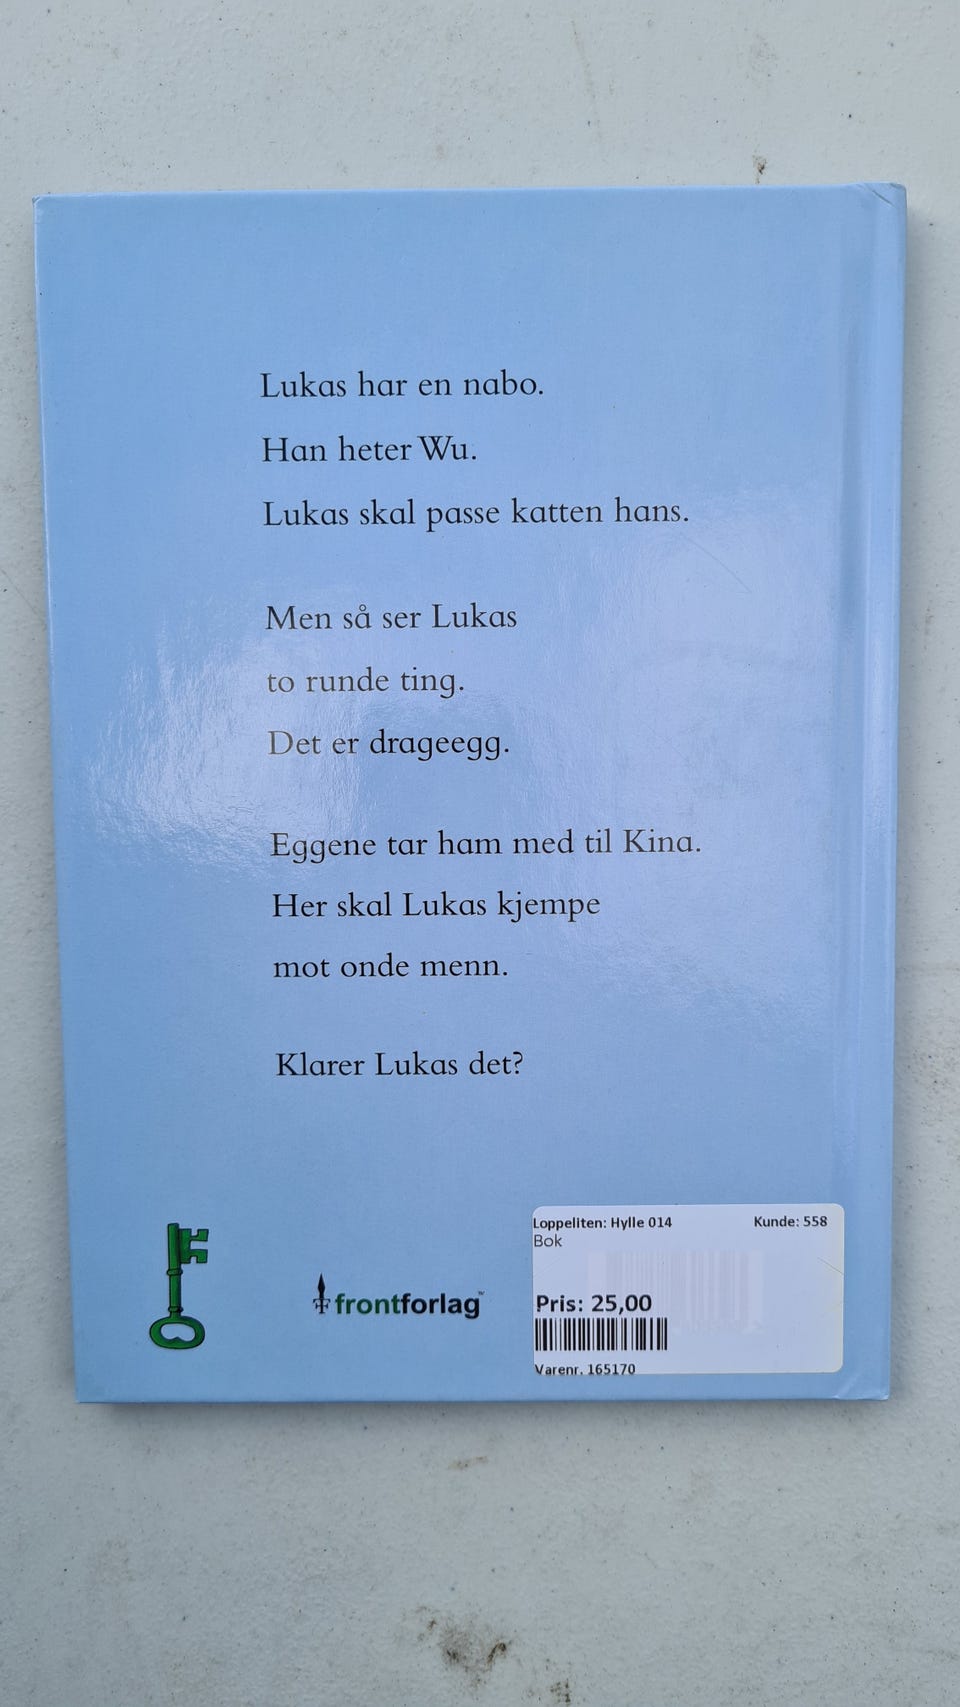 Lukas har en nabo.
Han heter Wu.
Lukas skal passe katten hans.
Men så ser Lukas
to runde ting.
Det er drageegg.
Eggene tar ham med til Kina.
Her skal Lukas kjempe
mot onde menn.
Klarer Lukas det?
frontforlag™
Loppeliten: Hylle 014 Kunde: 558
Bok
Pris: 25,00
Varenr. 165170